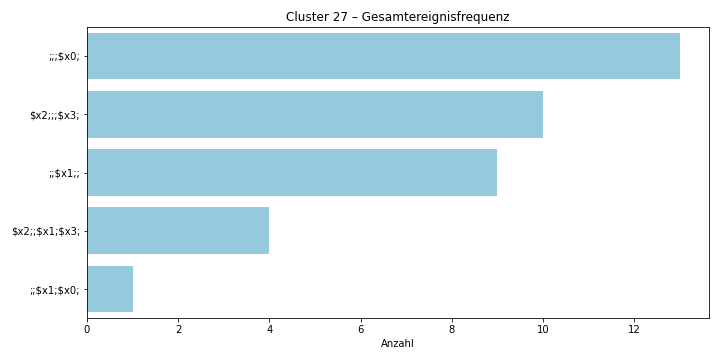 Cluster 27 – Gesamtereignisfrequenz
;;;$x0;
$x2;;;$x3;
;;$x1;;
$x2;;$x1;$x3;
;;$x1;$x0;
0 2 4 6 8 10 12
Anzahl